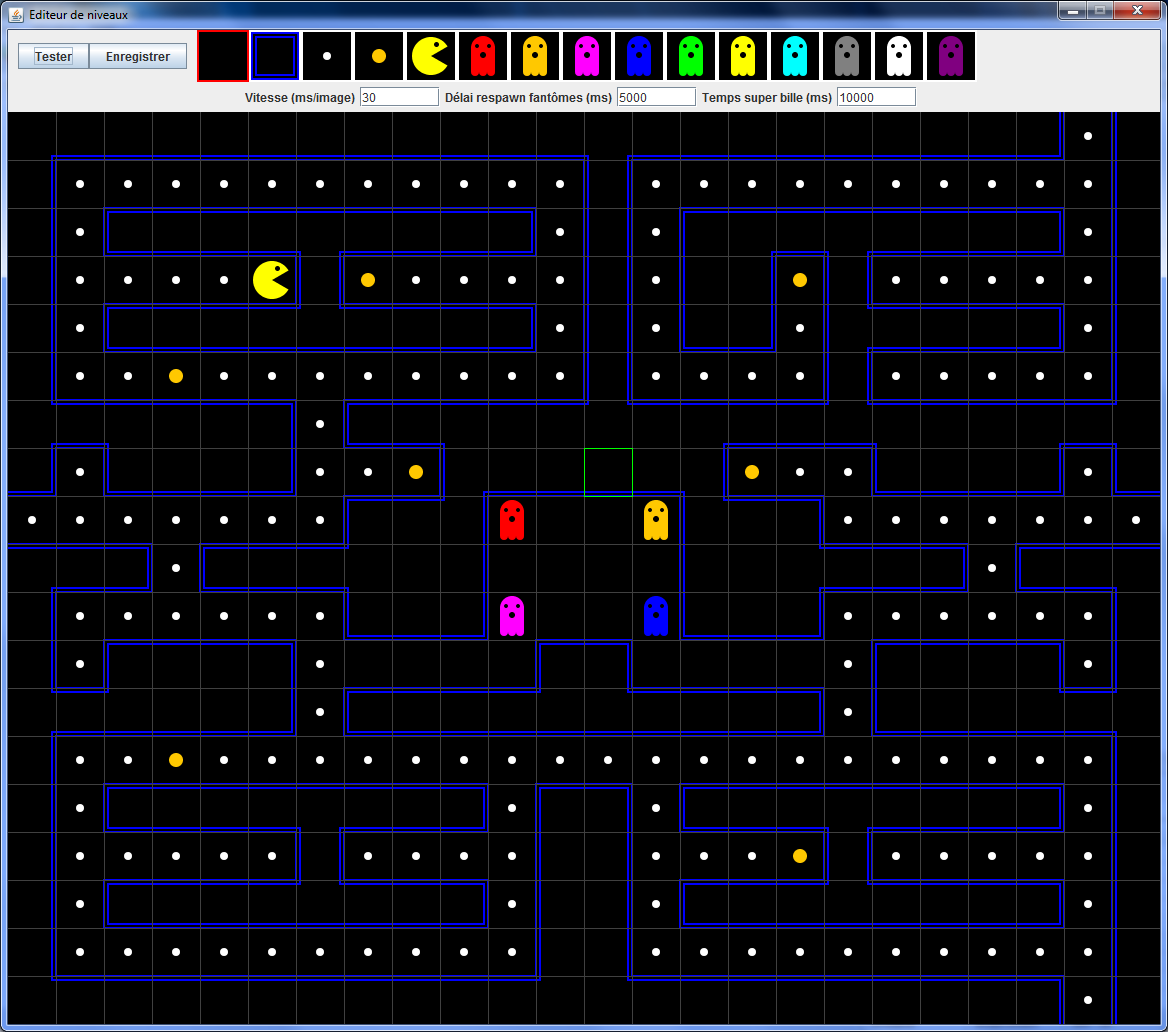 Editeur de niveaux
Tester Enregistrer
Vitesse (ms/image) 30 Délai respawn fantômes (ms) 5000 Temps super bille (ms) 10000